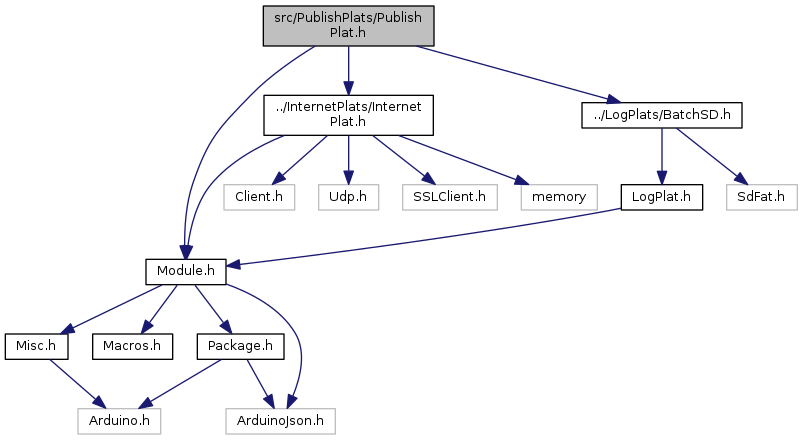 src/PublishPlats/Publish
Plat.h
../InternetPlats/Internet
Plat.h
../LogPlats/BatchSD.h
Client.h
Udp.h
SSLClient.h
memory
LogPlat.h
SdFat.h
Module.h
Misc.h
Macros.h
Package.h
Arduino.h
ArduinoJson.h